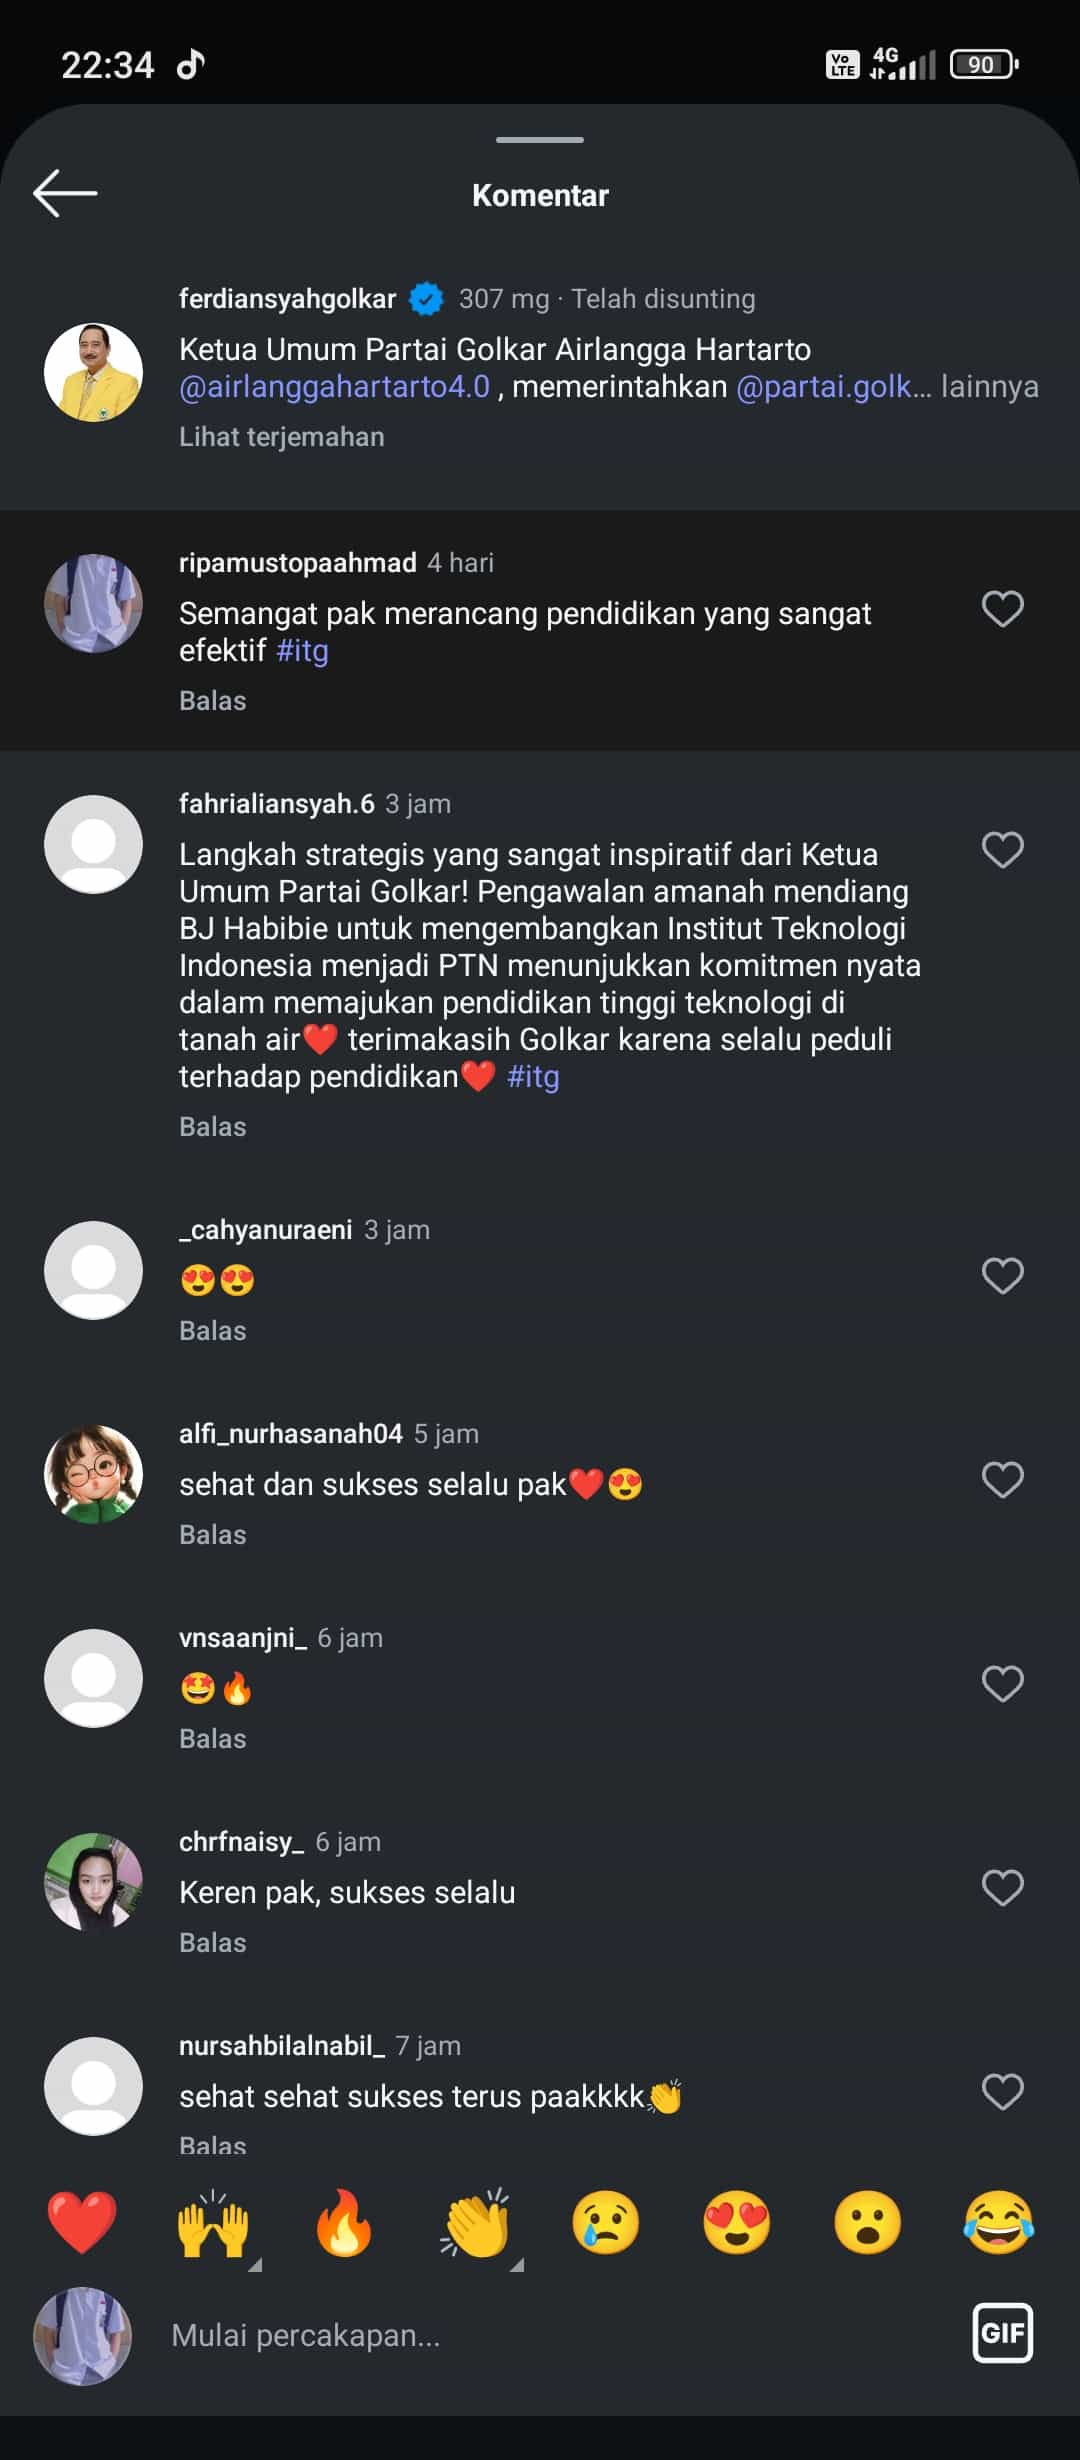 22:34
Vo LTE 4G 90
Komentar
ferdiansyahgolkar 307 mg · Telah disunting
Ketua Umum Partai Golkar Airlangga Hartarto
@airlanggahartarto4.0 , memerintahkan @partai.golk... lainnya
Lihat terjemahan
ripamustopaahmad 4 hari
Semangat pak merancang pendidikan yang sangat
efektif #itg
Balas
fahrialiansyah.6 3 jam
Langkah strategis yang sangat inspiratif dari Ketua
Umum Partai Golkar! Pengawalan amanah mendiang
BJ Habibie untuk mengembangkan Institut Teknologi
Indonesia menjadi PTN menunjukkan komitmen nyata
dalam memajukan pendidikan tinggi teknologi di
tanah air❤️ terimakasih Golkar karena selalu peduli
terhadap pendidikan❤️ #itg
Balas
_cahyanuraeni 3 jam
😍😍
Balas
alfi_nurhasanah04 5 jam
sehat dan sukses selalu pak❤️😍
Balas
vnsaanjni_ 6 jam
🤩🔥
Balas
chrfnaisy_ 6 jam
Keren pak, sukses selalu
Balas
nursahbilalnabil_ 7 jam
sehat sehat sukses terus paakkkk👏
Balas
❤️🙌🔥👏😢😍😮😂
Mulai percakapan...
GIF